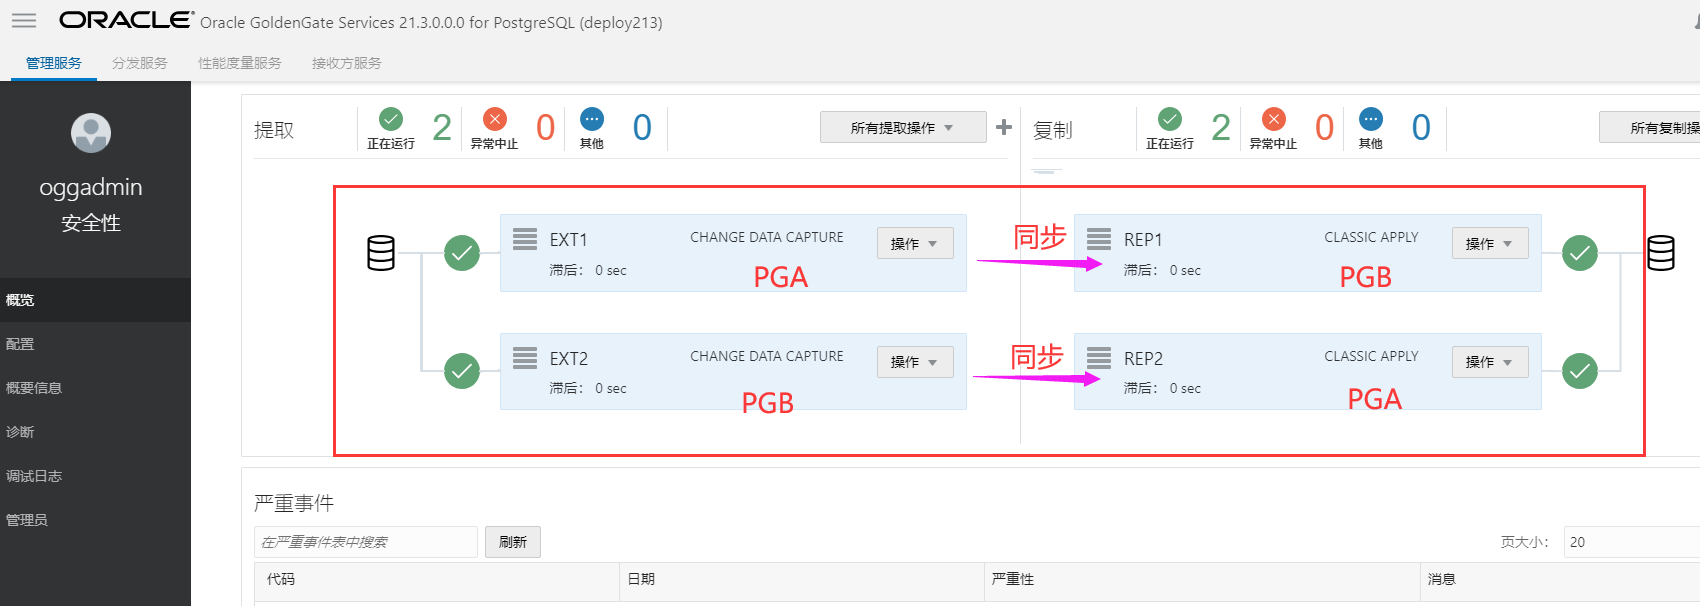 ORACLE Oracle GoldenGate Services 21.3.0.0.0 for PostgreSQL (deploy213)
管理服务 分发服务 性能度量服务 接收方服务
oggadmin
安全性
概览
配置
概要信息
诊断
调试日志
管理员
提取 正在运行 2 异常中止 0 其他 0 所有提取操作
复制 正在运行 2 异常中止 0 其他 0 所有复制操
EXT1 CHANGE DATA CAPTURE 操作
滞后： 0 sec
PGA
同步
REP1 CLASSIC APPLY 操作
滞后： 0 sec
PGB
EXT2 CHANGE DATA CAPTURE 操作
滞后： 0 sec
PGB
同步
REP2 CLASSIC APPLY 操作
滞后： 0 sec
PGA
严重事件
在严重事件表中搜索 刷新 页大小： 20
代码 日期 严重性 消息